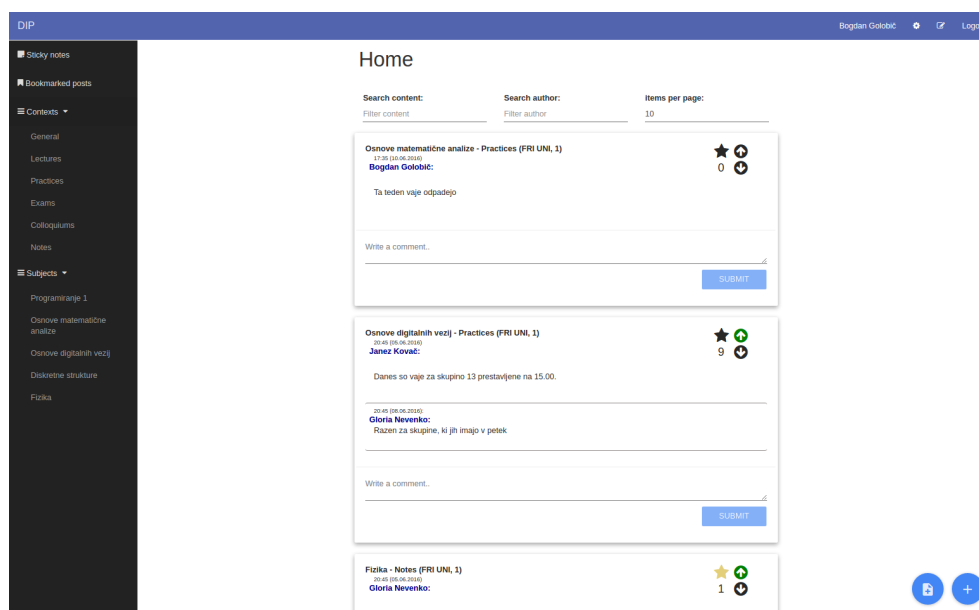 DIP
Bogdan Golobič
Logo
Sticky notes
Bookmarked posts
Contexts
General
Lectures
Practices
Exams
Colloquiums
Notes
Subjects
Programiranje 1
Osnove matematične
analize
Osnove digitalnih vezij
Diskretne strukture
Fizika
Home
Search content:
Search author:
Items per page:
Filter content
Filter author
10
Osnove matematične analize - Practices (FRI UNI, 1)
17:35 (10.06.2016)
Bogdan Golobič:
0
Ta teden vaje odpadejo
Write a comment..
SUBMIT
Osnove digitalnih vezij - Practices (FRI UNI, 1)
20:45 (05.06.2016)
Janez Kovač:
9
Danes so vaje za skupino 13 prestavljene na 15.00.
20:45 (08.06.2016):
Gloria Nevenko:
Razen za skupine, ki jih imajo v petek
Write a comment..
SUBMIT
Fizika - Notes (FRI UNI, 1)
20:45 (05.06.2016)
Gloria Nevenko:
1